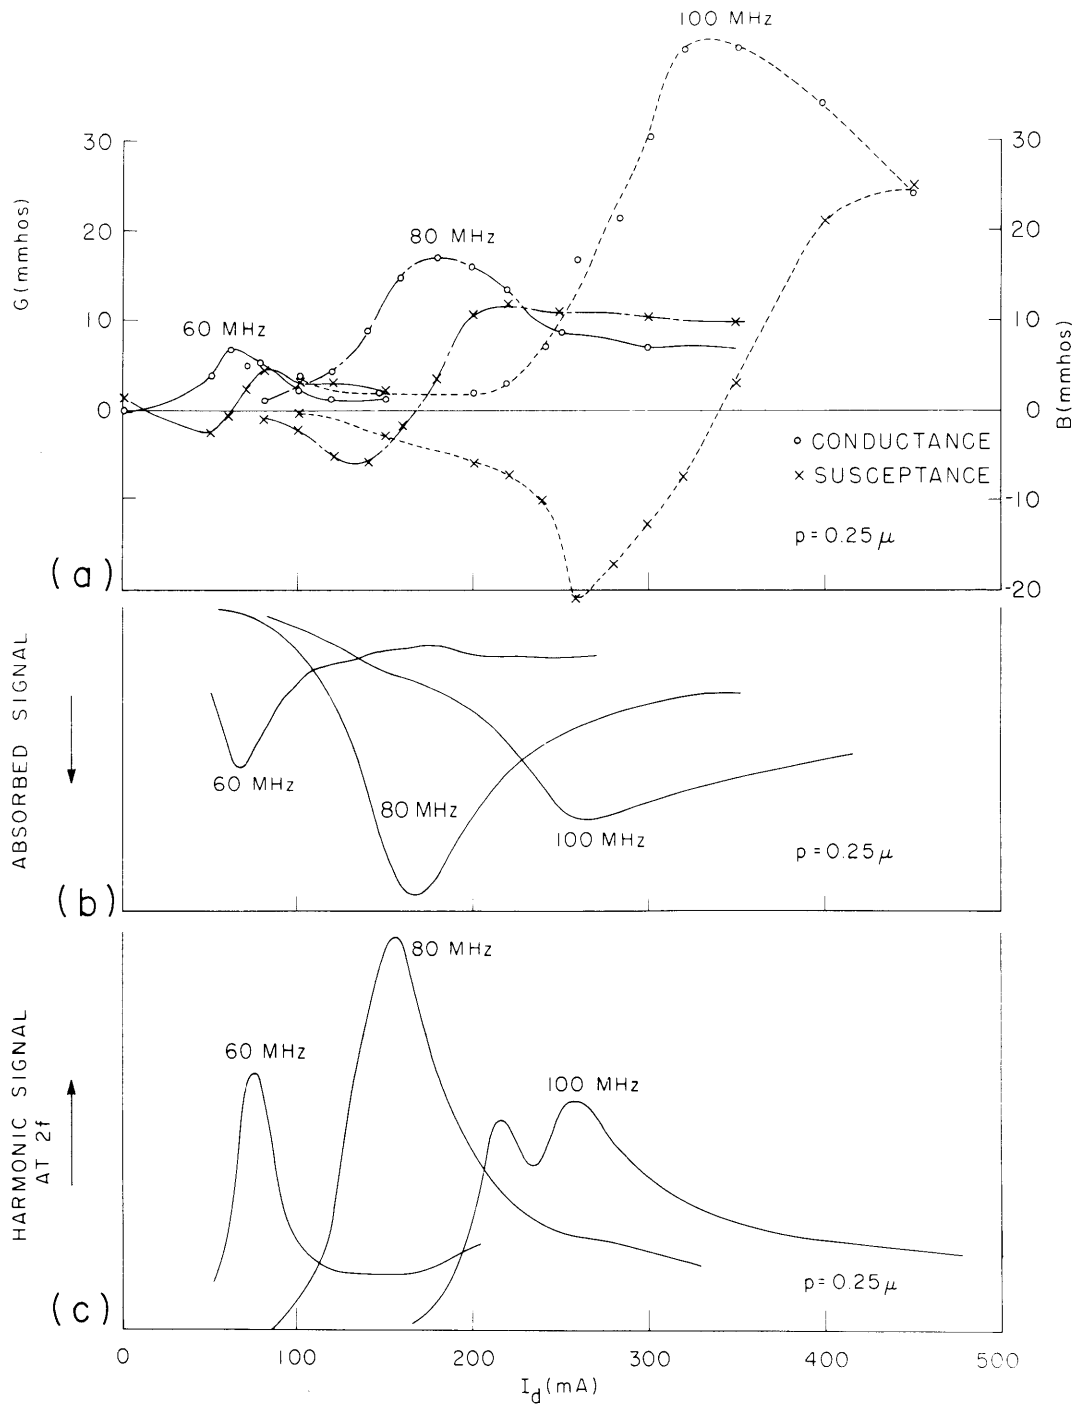 100 MHz
30
20
10
0
G (mmhos)
30
20
10
0
-10
-20
B (mmhos)
80 MHz
60 MHz
o CONDUCTANCE
x SUSCEPTANCE
p = 0.25 μ
(a)
ABSORBED SIGNAL
60 MHz
80 MHz
100 MHz
p = 0.25 μ
(b)
HARMONIC SIGNAL
AT 2f
80 MHz
60 MHz
100 MHz
p = 0.25 μ
(c)
0 100 200 300 400 500
Id (mA)